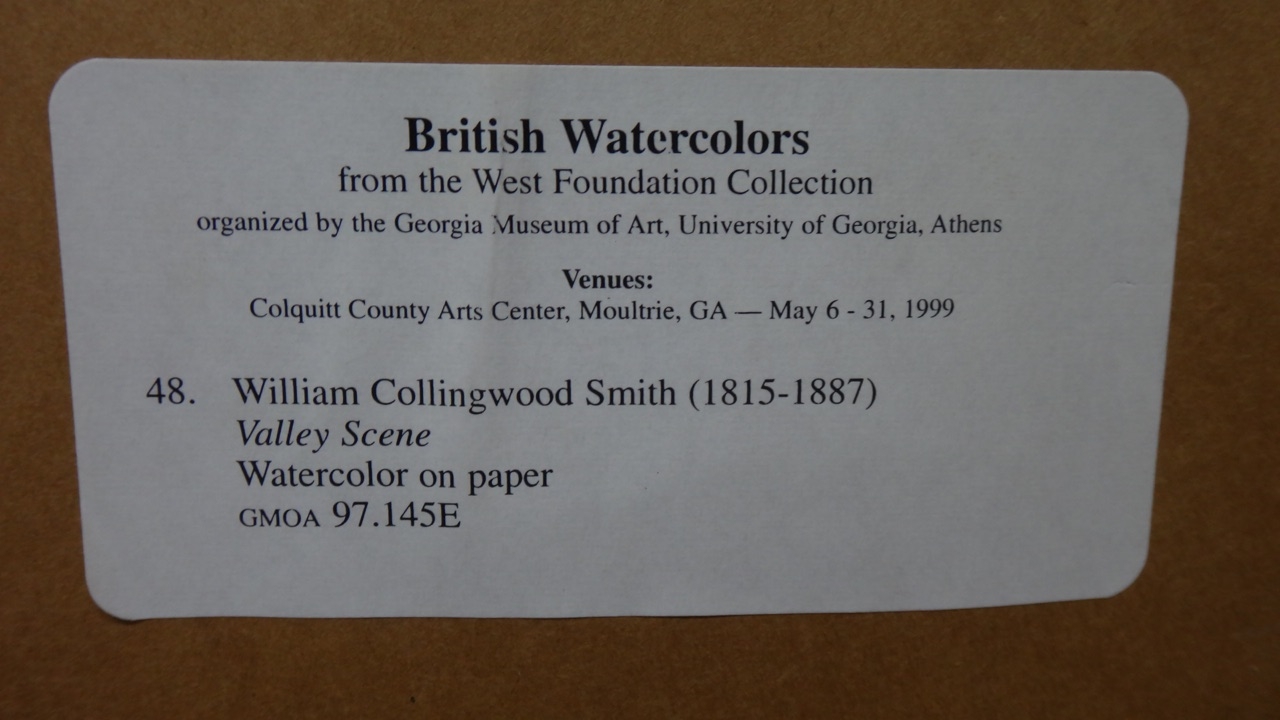 British Watercolors
from the West Foundation Collection
organized by the Georgia Museum of Art, University of Georgia, Athens
Venues:
Colquitt County Arts Center, Moultrie, GA — May 6 - 31, 1999
48. William Collingwood Smith (1815-1887)
Valley Scene
Watercolor on paper
GMOA 97.145E